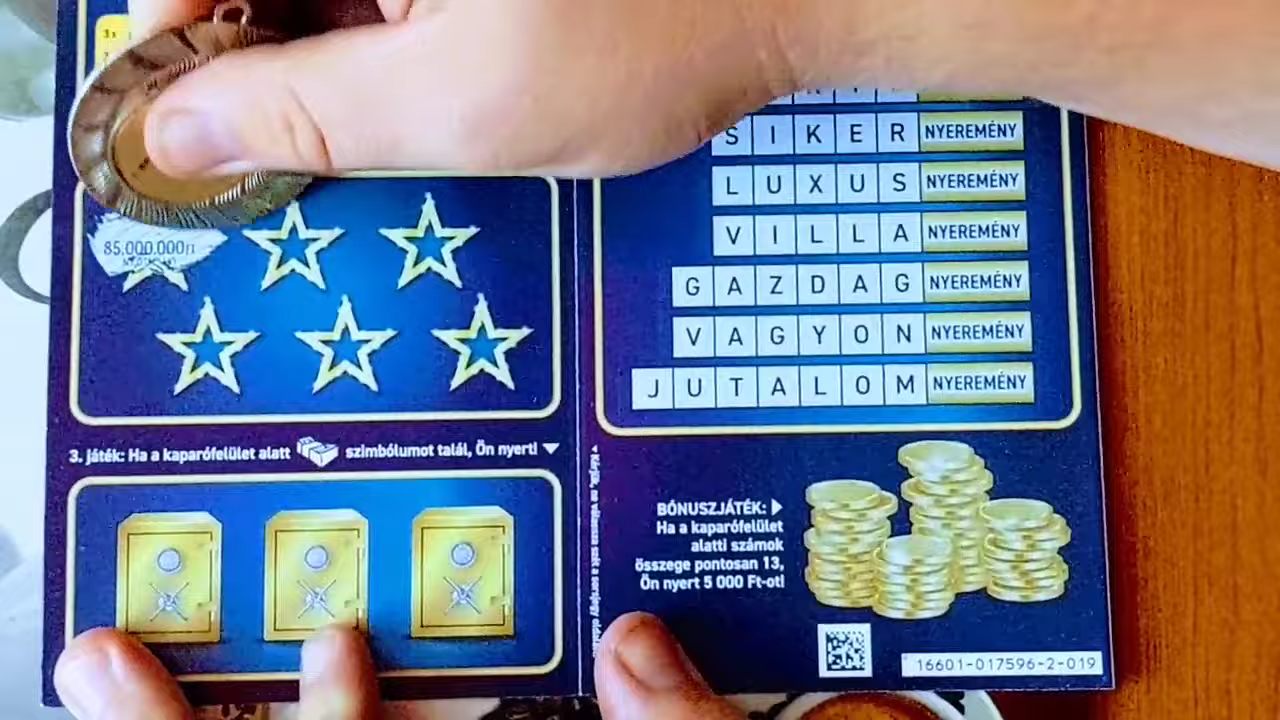 3x
85.000.000Ft
SIKER NYEREMÉNY
LUXUS NYEREMÉNY
VILLA NYEREMÉNY
GAZDAG NYEREMÉNY
VAGYON NYEREMÉNY
JUTALOM NYEREMÉNY
3. játék: Ha a kaparófelület alatt szimbólumot talál, Ön nyert!
BÓNUSZJÁTÉK:
Ha a kaparófelület
alatti számok
összege pontosan 13,
Ön nyert 5 000 Ft-ot!
16601-017596-2-019